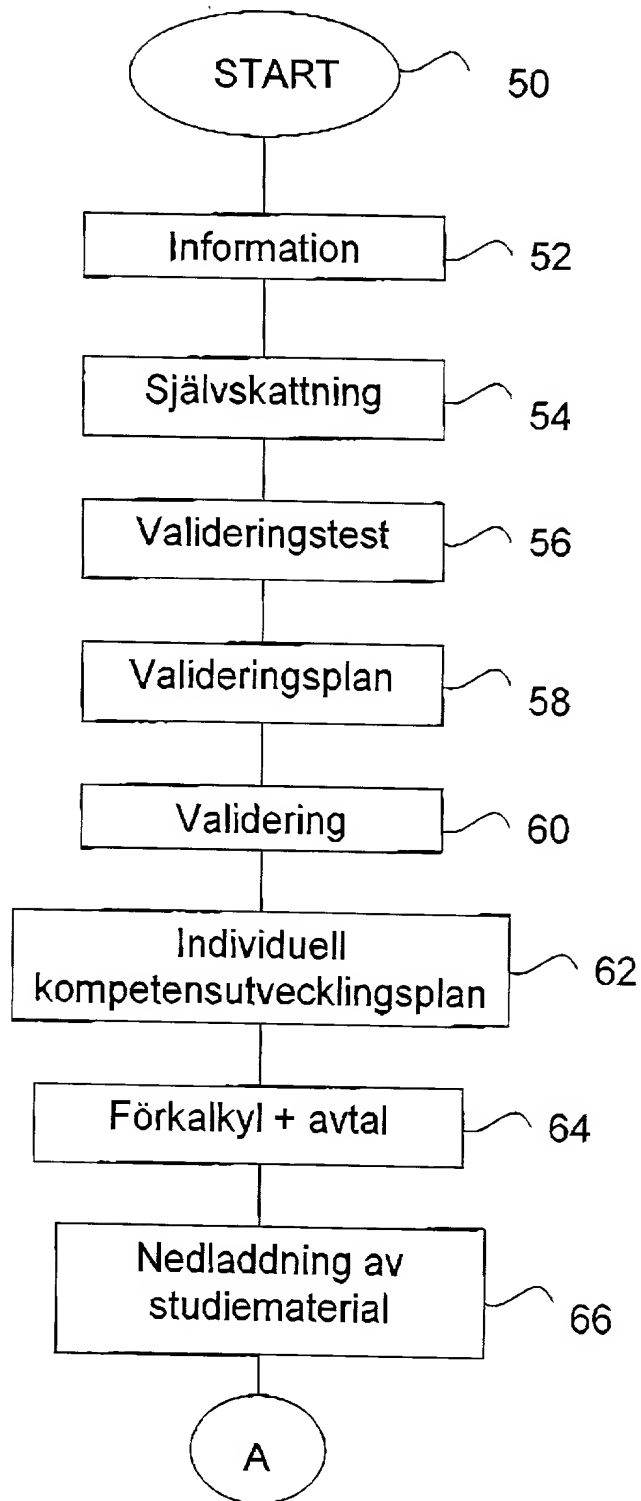 START
50
Information
52
Självskattning
54
Valideringstest
56
Valideringsplan
58
Validering
60
Individuell
kompetensutvecklingsplan
62
Förkalkyl + avtal
64
Nedladdning av
studiematerial
66
A